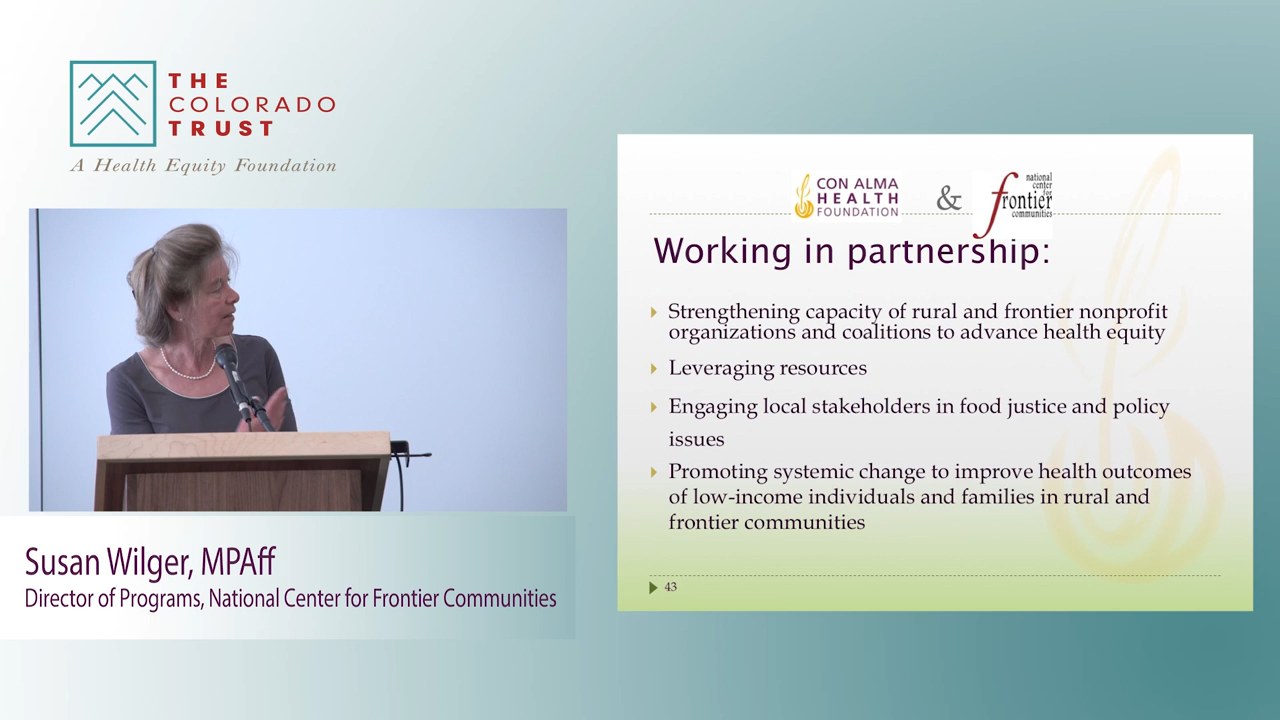 THE
COLORADO
TRUST
A Health Equity Foundation
CON ALMA
HEALTH
FOUNDATION
&
national
center
for
frontier
communities
Working in partnership:
Strengthening capacity of rural and frontier nonprofit
organizations and coalitions to advance health equity
Leveraging resources
Engaging local stakeholders in food justice and policy
issues
Promoting systemic change to improve health outcomes
of low-income individuals and families in rural and
frontier communities
43
Susan Wilger, MPAff
Director of Programs, National Center for Frontier Communities